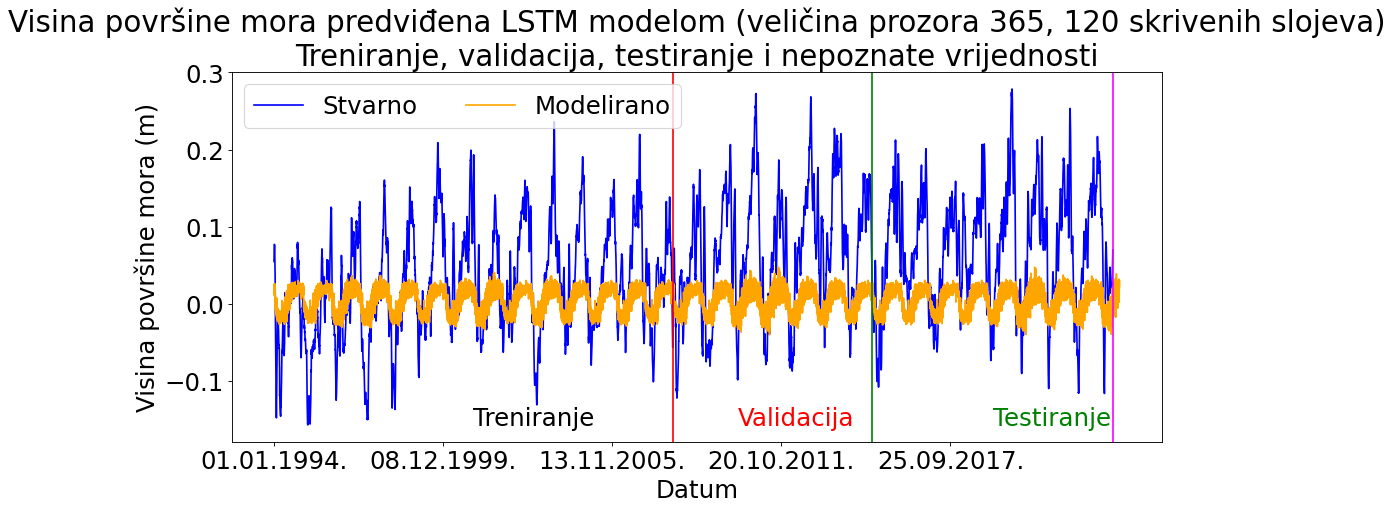 Visina površine mora predviđena LSTM modelom (veličina prozora 365, 120 skrivenih slojeva)
Treniranje, validacija, testiranje i nepoznate vrijednosti
Stvarno
Modelirano
Visina površine mora (m)
0.3
0.2
0.1
0.0
−0.1
Treniranje
Validacija
Testiranje
01.01.1994.
08.12.1999.
13.11.2005.
20.10.2011.
25.09.2017.
Datum